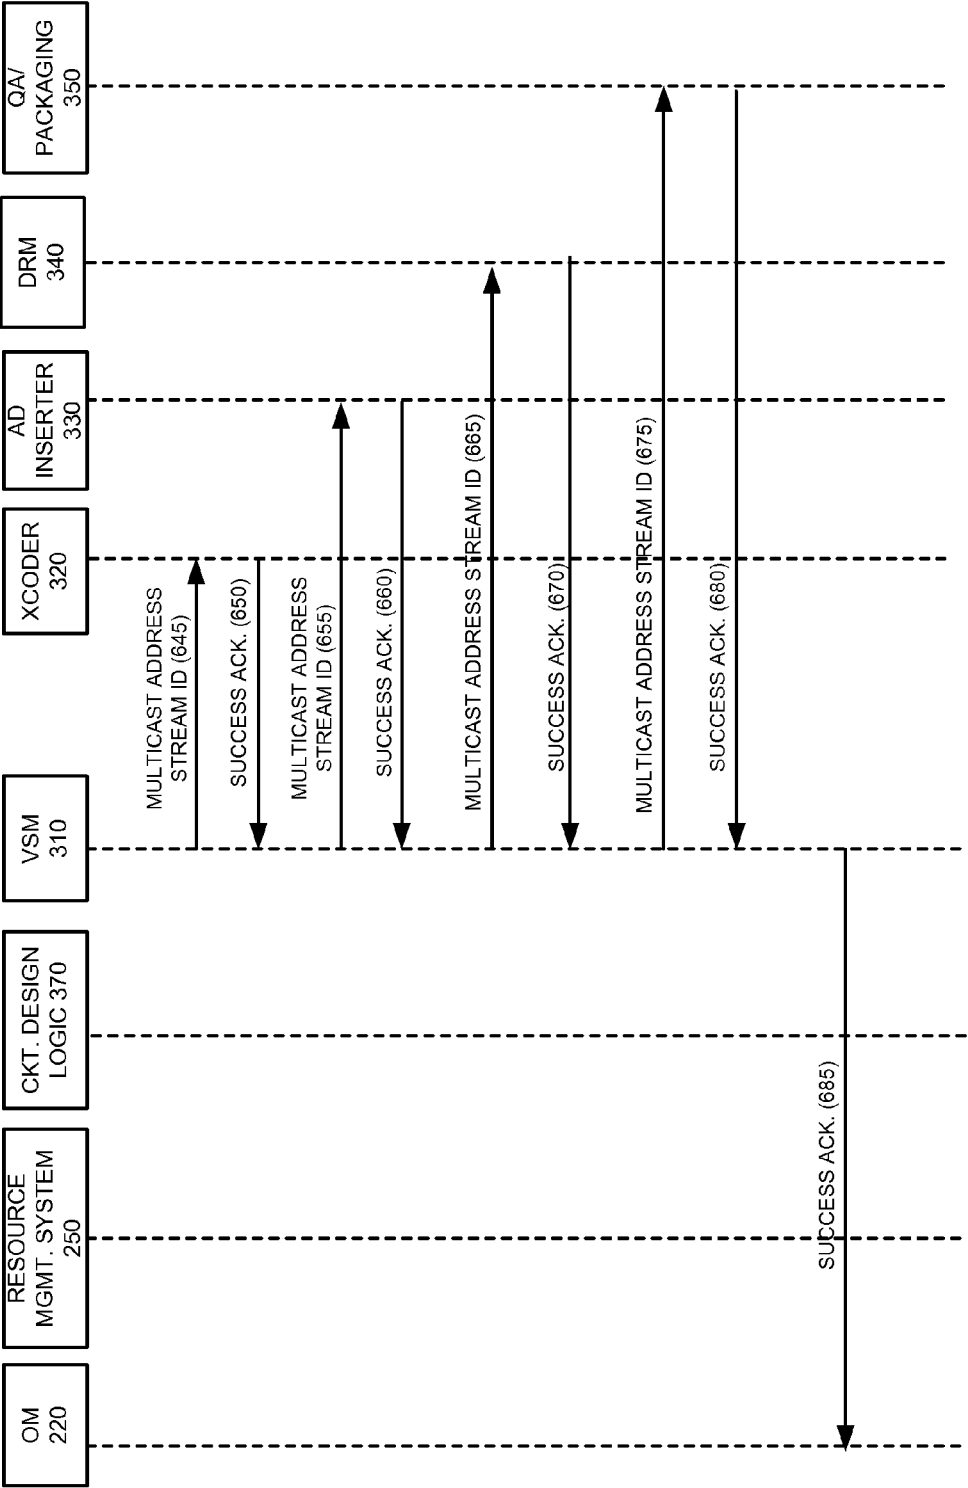 OM
220
RESOURCE
MGMT. SYSTEM
250
CKT. DESIGN
LOGIC 370
VSM
310
XCODER
320
AD
INSERTER
330
DRM
340
QA/
PACKAGING
350
MULTICAST ADDRESS
STREAM ID (645)
SUCCESS ACK. (650)
MULTICAST ADDRESS
STREAM ID (655)
SUCCESS ACK. (660)
MULTICAST ADDRESS STREAM ID (665)
SUCCESS ACK. (670)
MULTICAST ADDRESS STREAM ID (675)
SUCCESS ACK. (680)
SUCCESS ACK. (685)